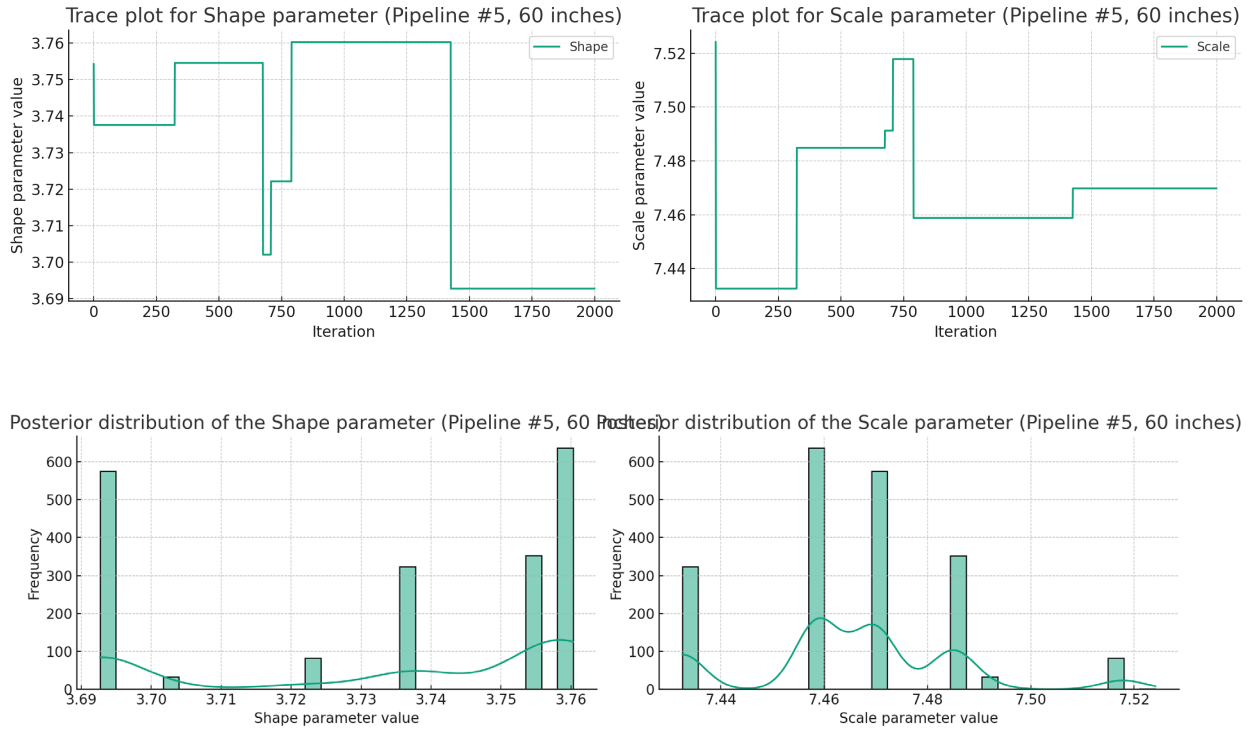 Trace plot for Shape parameter (Pipeline #5, 60 inches)
Shape
Shape parameter value
3.76
3.75
3.74
3.73
3.72
3.71
3.70
3.69
0 250 500 750 1000 1250 1500 1750 2000
Iteration
Trace plot for Scale parameter (Pipeline #5, 60 inches)
Scale
Scale parameter value
7.52
7.50
7.48
7.46
7.44
0 250 500 750 1000 1250 1500 1750 2000
Iteration
Posterior distribution of the Shape parameter (Pipeline #5, 60 inches)
Frequency
600
500
400
300
200
100
0
3.69 3.70 3.71 3.72 3.73 3.74 3.75 3.76
Shape parameter value
Posterior distribution of the Scale parameter (Pipeline #5, 60 inches)
Frequency
600
500
400
300
200
100
0
7.44 7.46 7.48 7.50 7.52
Scale parameter value